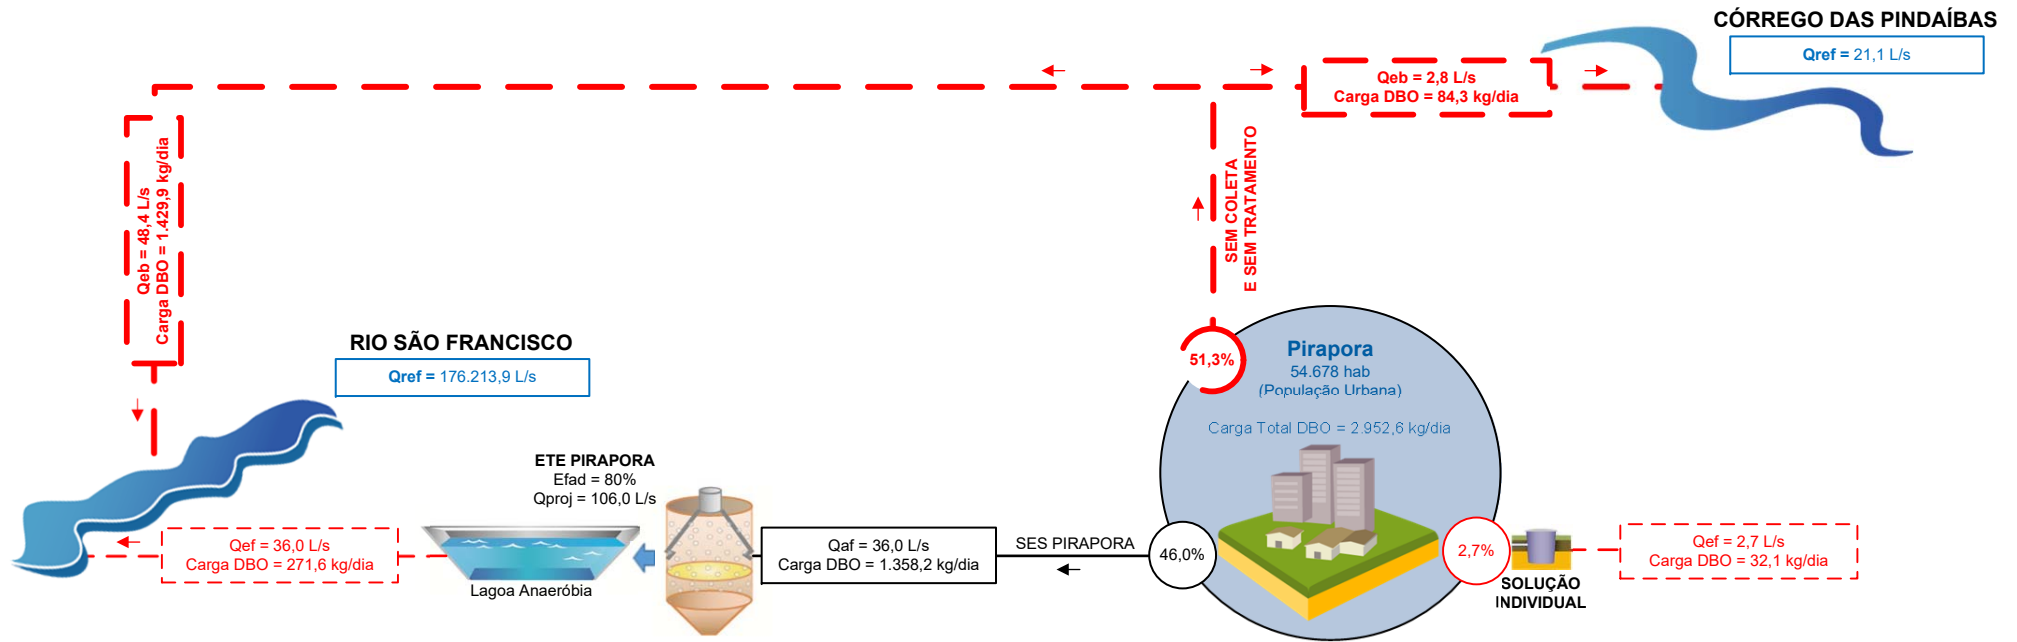 CÓRREGO DAS PINDAÍBAS
Qref = 21,1 L/s
Qeb = 2,8 L/s
Carga DBO = 84,3 kg/dia
SEM COLETA
E SEM TRATAMENTO
Qeb = 48,4 L/s
Carga DBO = 1.429,9 kg/dia
RIO SÃO FRANCISCO
Qref = 176.213,9 L/s
51,3%
Pirapora
54.678 hab
(População Urbana)
Carga Total DBO = 2.952,6 kg/dia
ETE PIRAPORA
Efad = 80%
Qproj = 106,0 L/s
Qef = 36,0 L/s
Carga DBO = 271,6 kg/dia
Lagoa Anaeróbia
Qaf = 36,0 L/s
Carga DBO = 1.358,2 kg/dia
SES PIRAPORA
46,0%
2,7%
SOLUÇÃO
INDIVIDUAL
Qef = 2,7 L/s
Carga DBO = 32,1 kg/dia